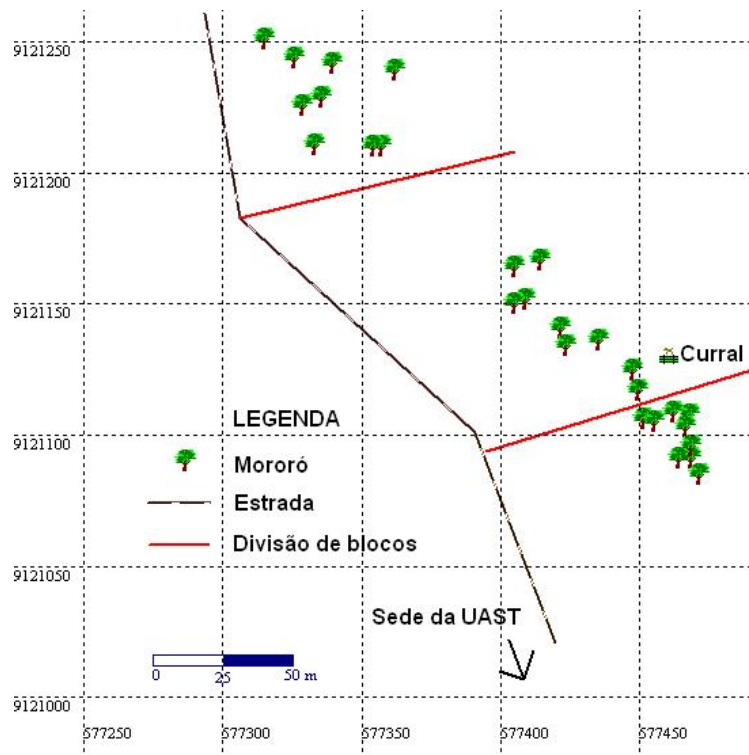 9121250
9121200
9121150
Curral
LEGENDA
9121100
Mororó
Estrada
Divisão de blocos
9121050
Sede da UAST
0 25 50 m
9121000
577250 577300 577350 577400 577450